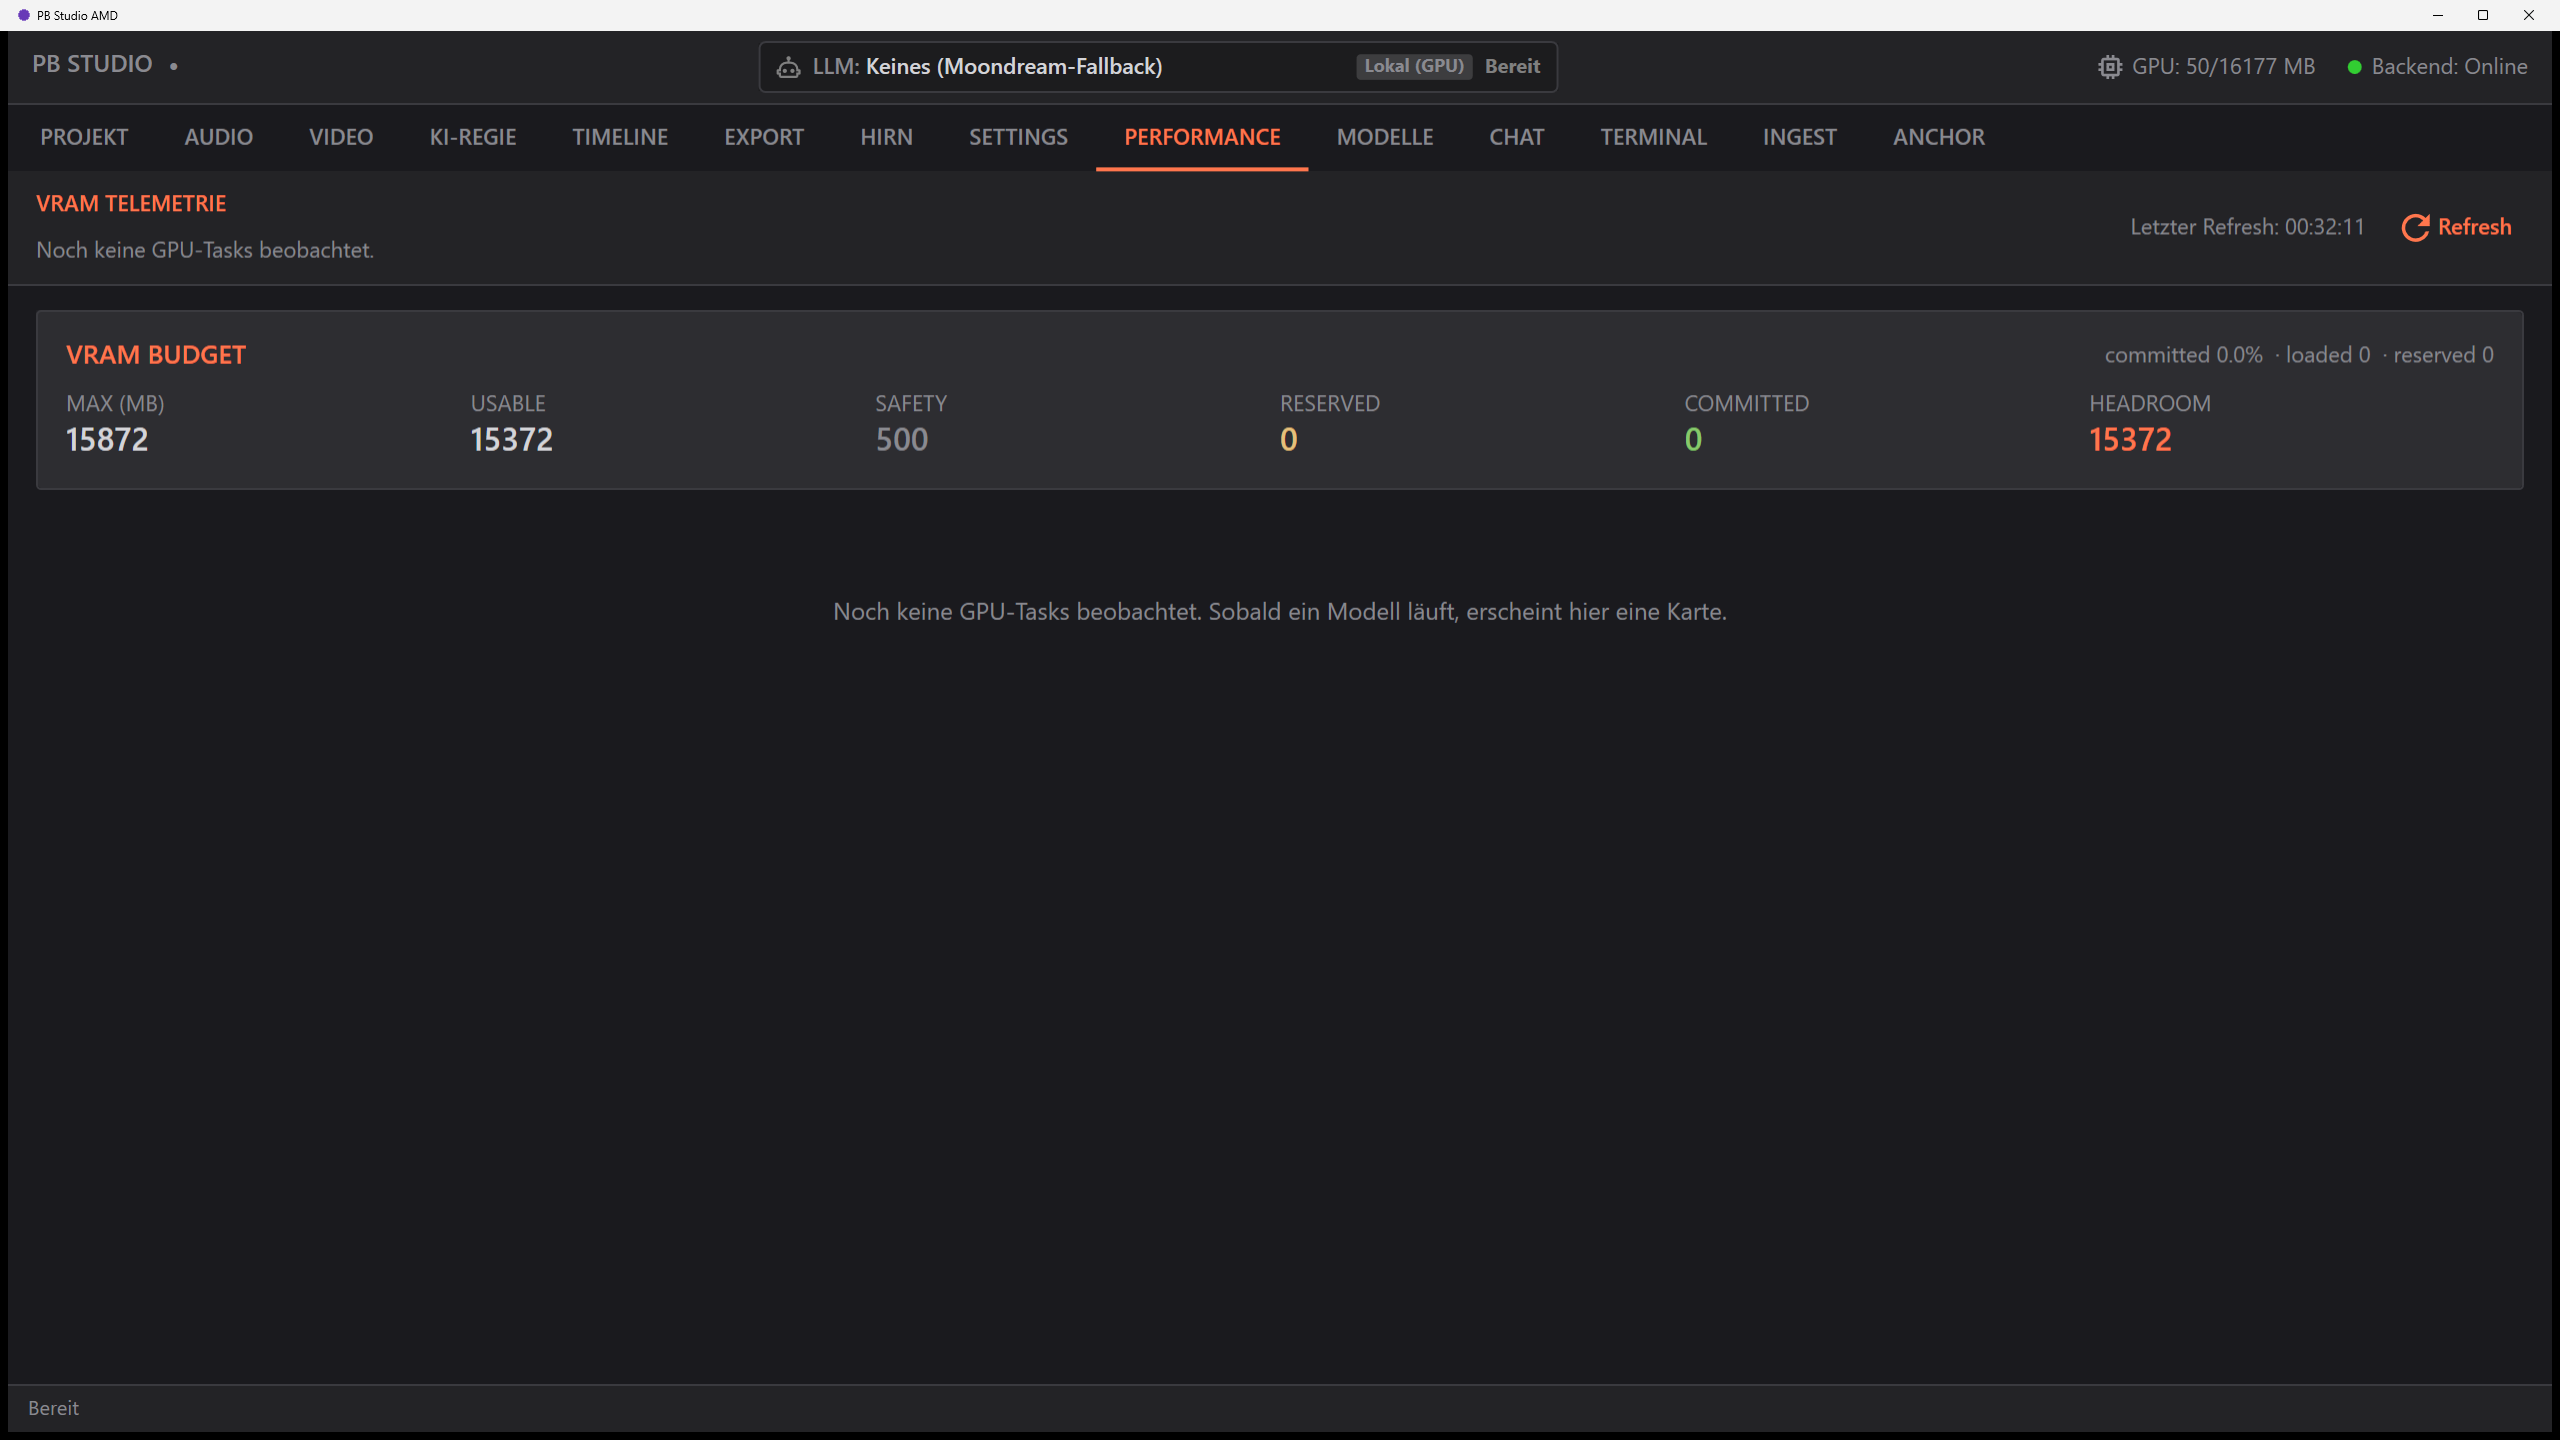 PB Studio AMD
PB STUDIO •
LLM: Keines (Moondream-Fallback) Lokal (GPU) Bereit
GPU: 50/16177 MB Backend: Online
PROJEKT AUDIO VIDEO KI-REGIE TIMELINE EXPORT HIRN SETTINGS PERFORMANCE MODELLE CHAT TERMINAL INGEST ANCHOR
VRAM TELEMETRIE
Noch keine GPU-Tasks beobachtet.
Letzter Refresh: 00:32:11 Refresh
VRAM BUDGET
committed 0.0% · loaded 0 · reserved 0
MAX (MB) USABLE SAFETY RESERVED COMMITTED HEADROOM
15872 15372 500 0 0 15372
Noch keine GPU-Tasks beobachtet. Sobald ein Modell läuft, erscheint hier eine Karte.
Bereit